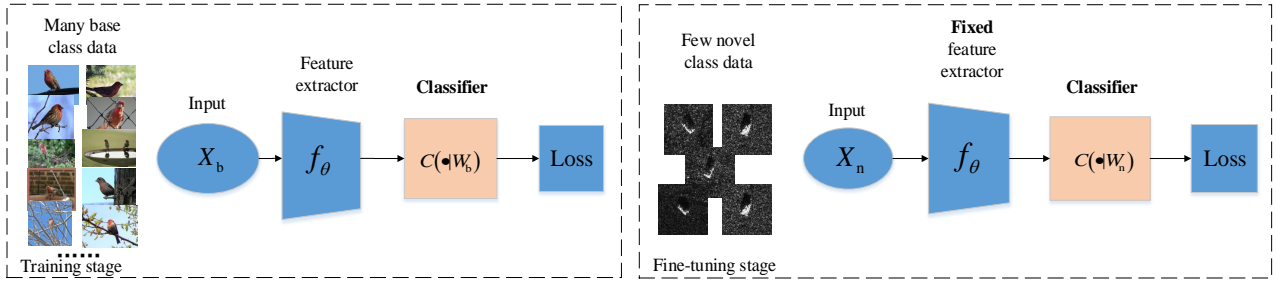 Many base
class data
Input
Feature
extractor
Classifier
X_b
f_θ
C(•|W_b)
Loss
......
Training stage
Few novel
class data
Input
Fixed
feature
extractor
Classifier
X_n
f_θ
C(•|W_n)
Loss
Fine-tuning stage